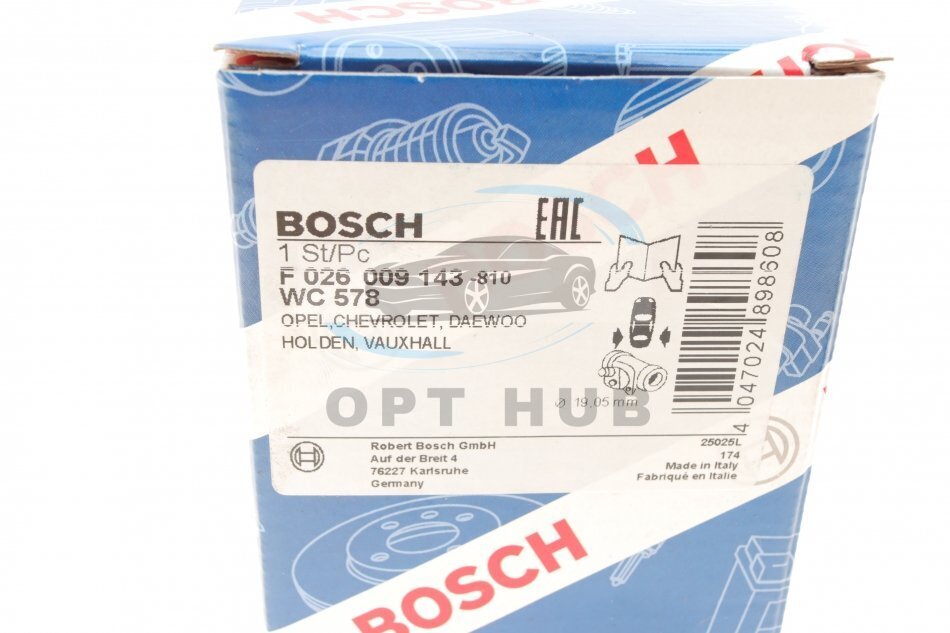 BOSCH
BOSCH
EAC
1 St/Pc
F 026 009 143 -810
WC 578
OPEL, CHEVROLET, DAEWOO
HOLDEN, VAUXHALL
Ø 19,05 mm
4 047024 898608
OPT HUB
Robert Bosch GmbH
Auf der Breit 4
76227 Karlsruhe
Germany
25025L
174
Made in Italy
Fabriqué en Italie
BOSCH